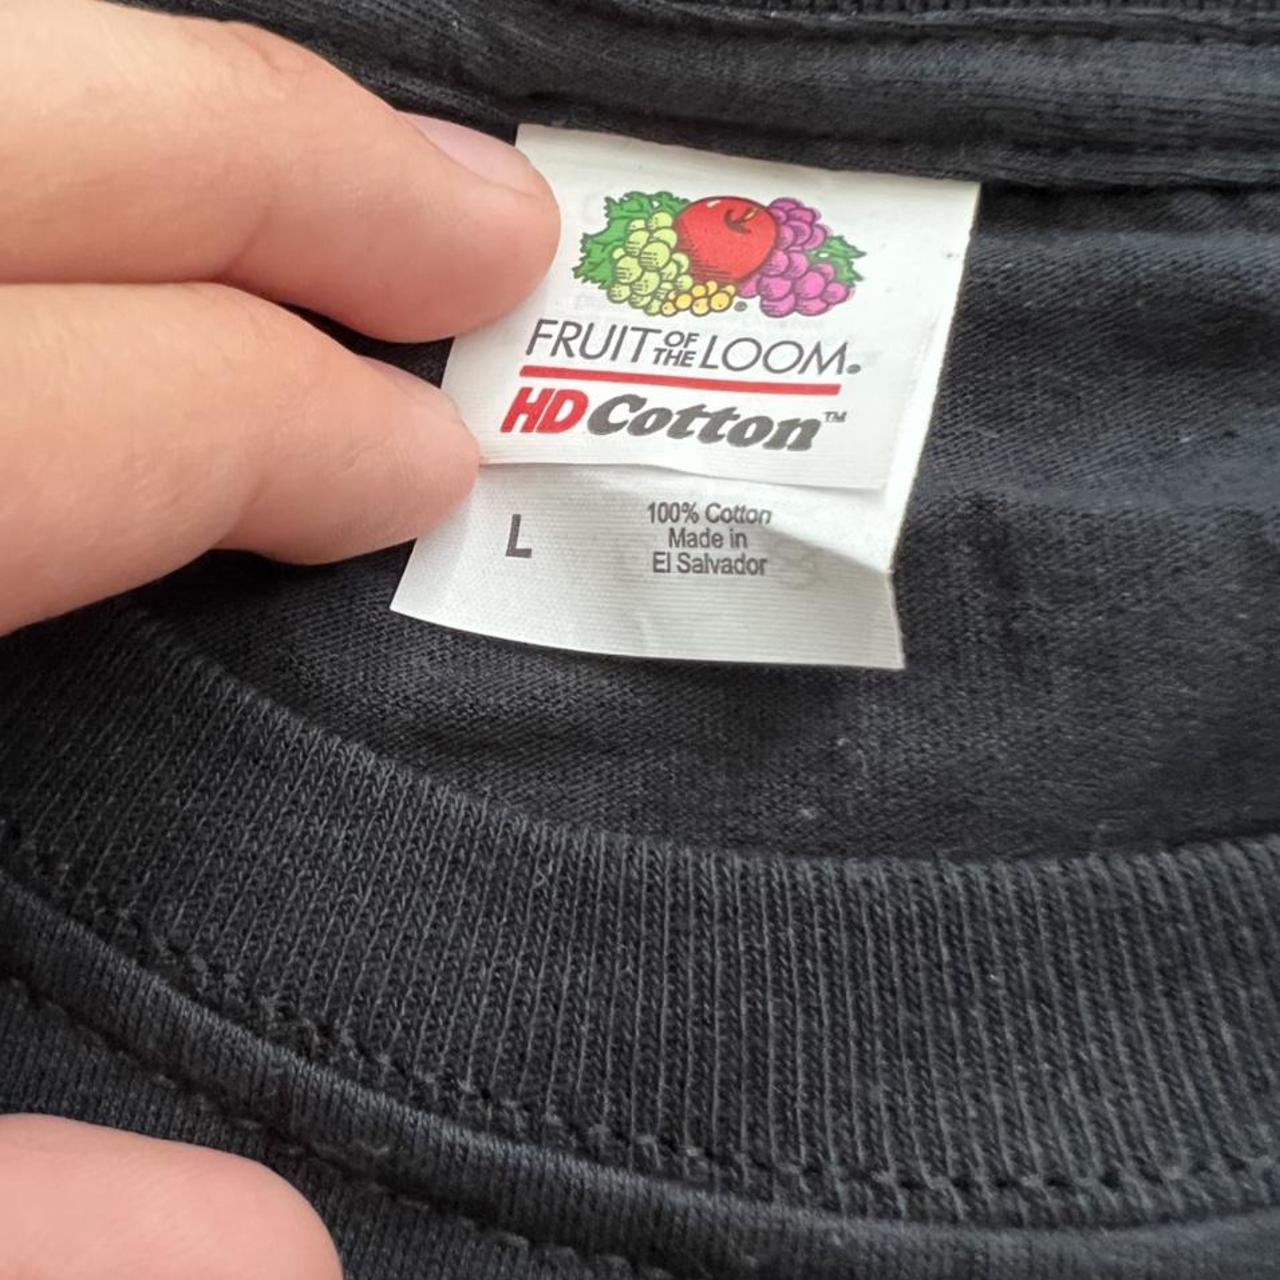 FRUIT OF THE LOOM®
HD Cotton™
L
100% Cotton
Made in
El Salvador